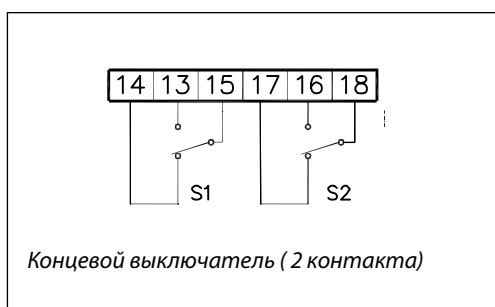 14 13 15 17 16 18
S1 S2
Концевой выключатель ( 2 контакта)